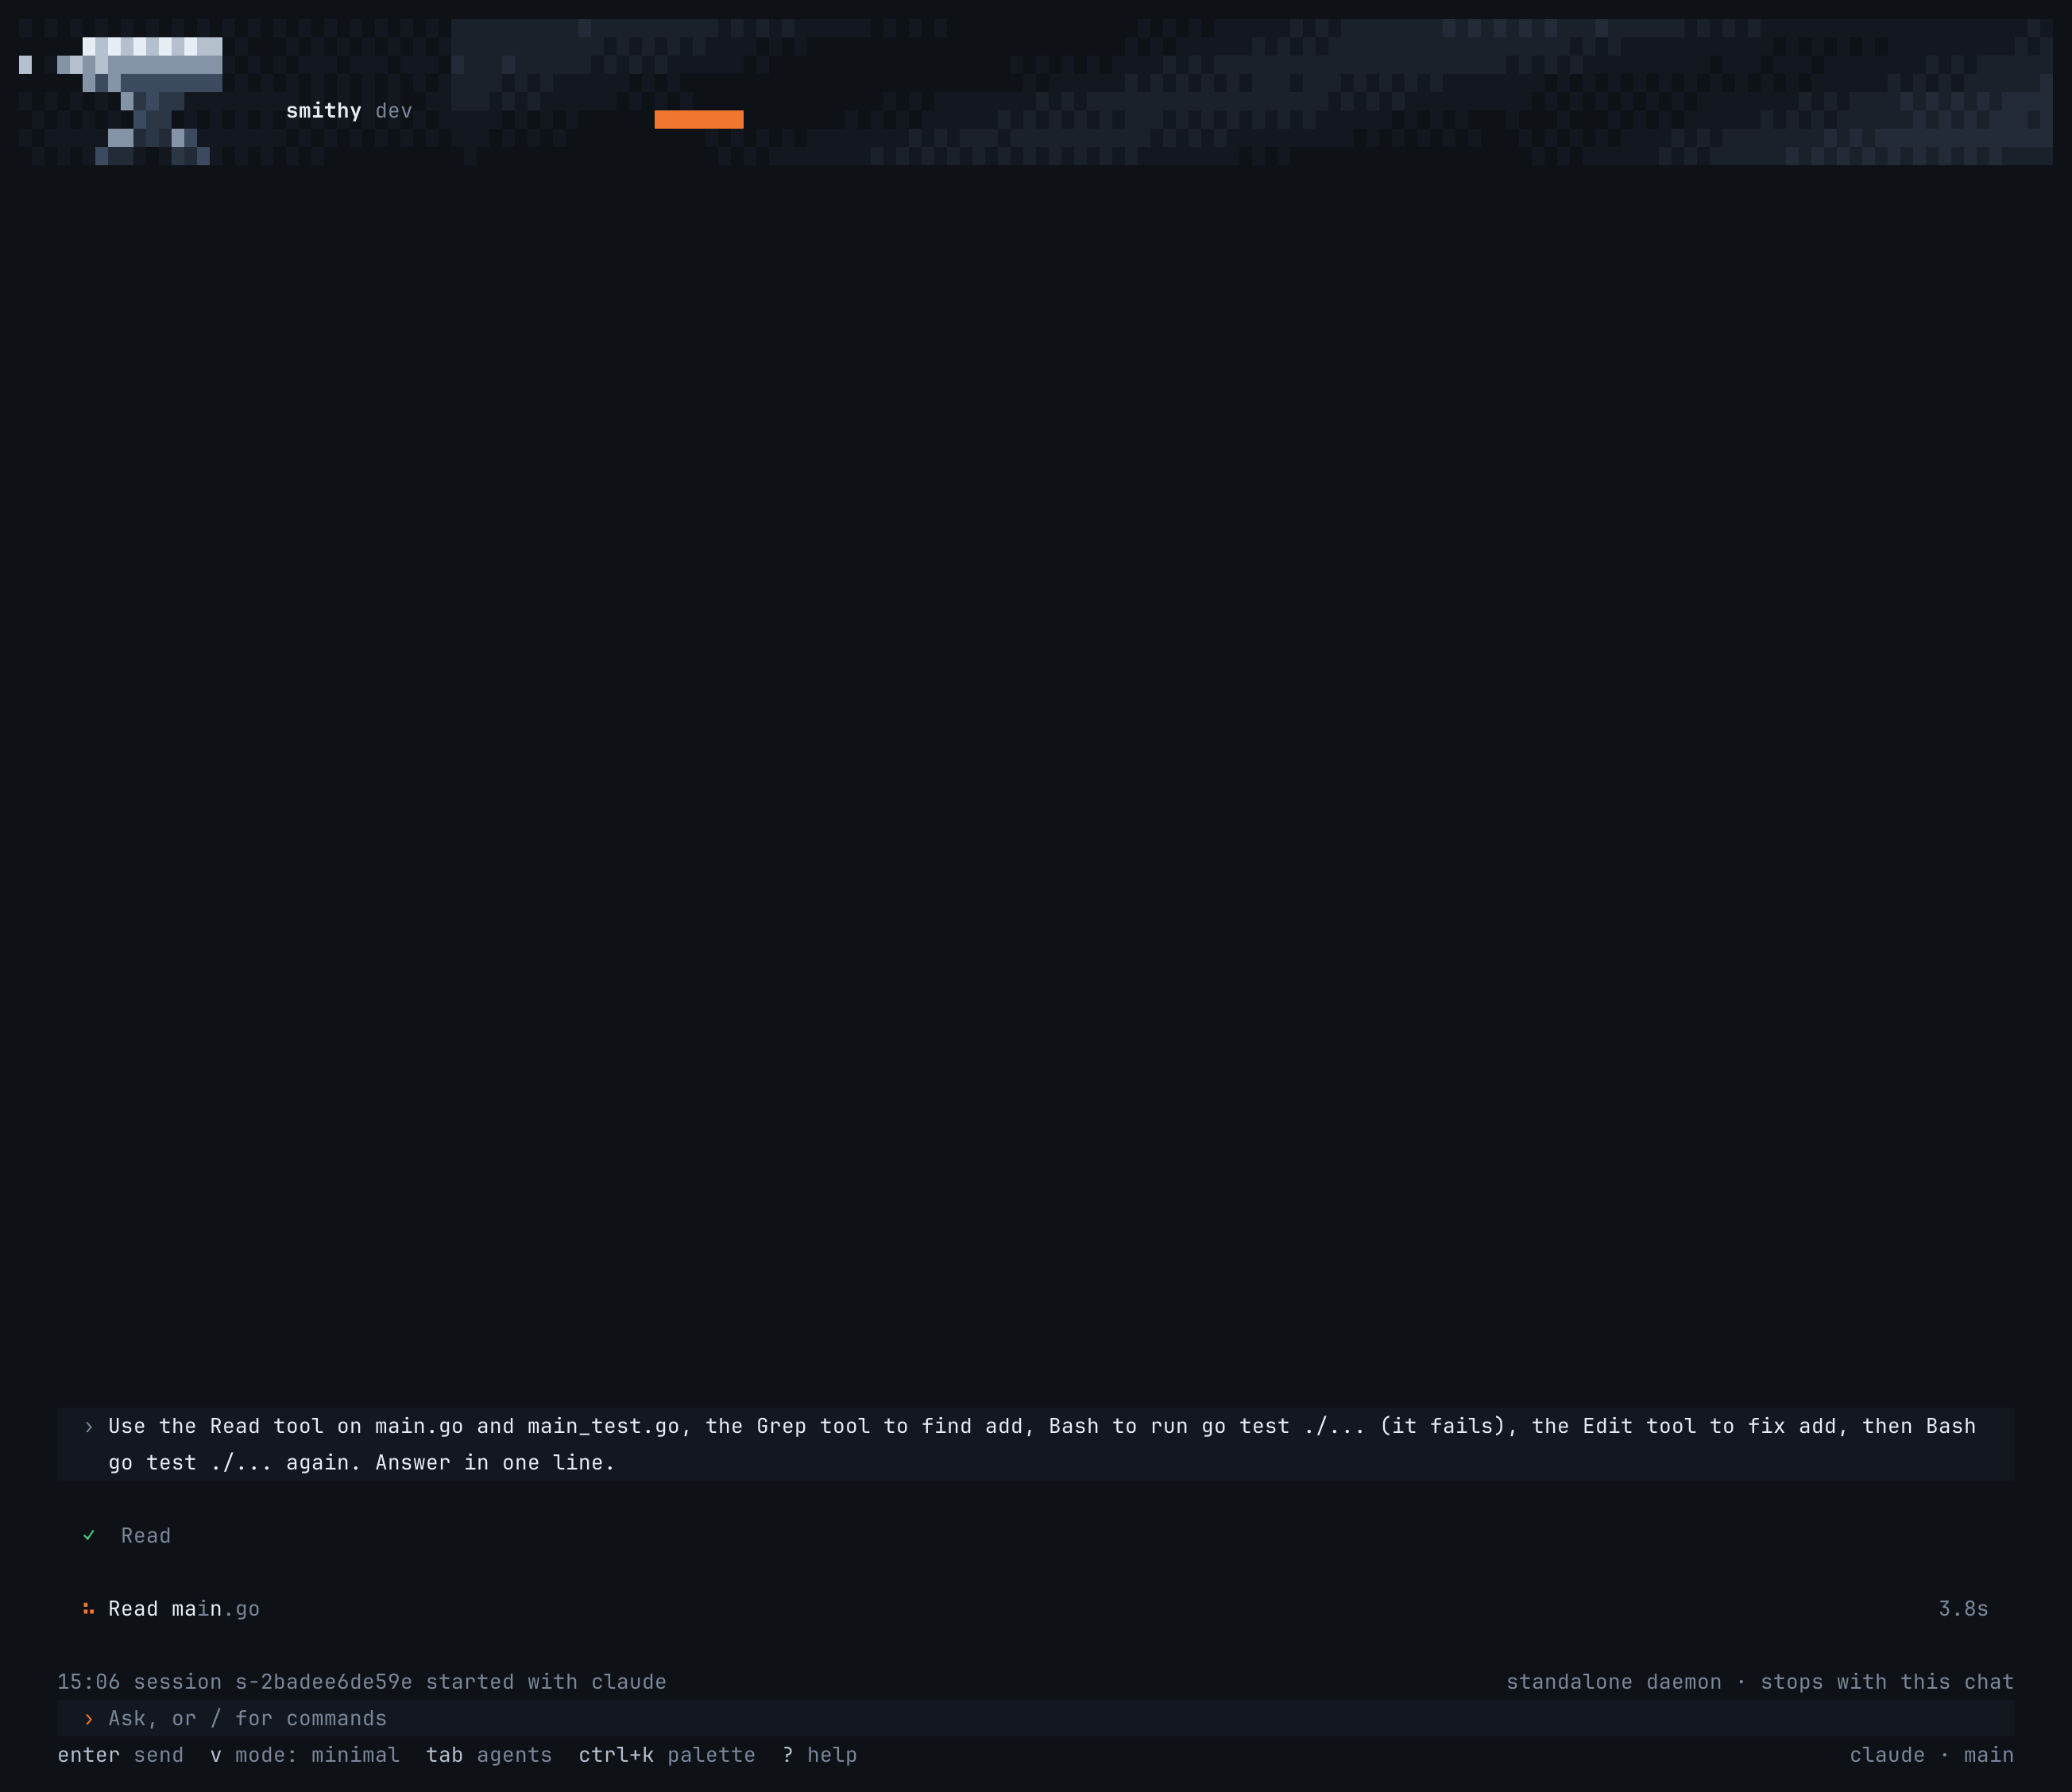 smithy dev
› Use the Read tool on main.go and main_test.go, the Grep tool to find add, Bash to run go test ./... (it fails), the Edit tool to fix add, then Bash
go test ./... again. Answer in one line.
✓ Read
Read main.go 3.8s
15:06 session s-2badee6de59e started with claude standalone daemon · stops with this chat
› Ask, or / for commands
enter send v mode: minimal tab agents ctrl+k palette ? help claude · main